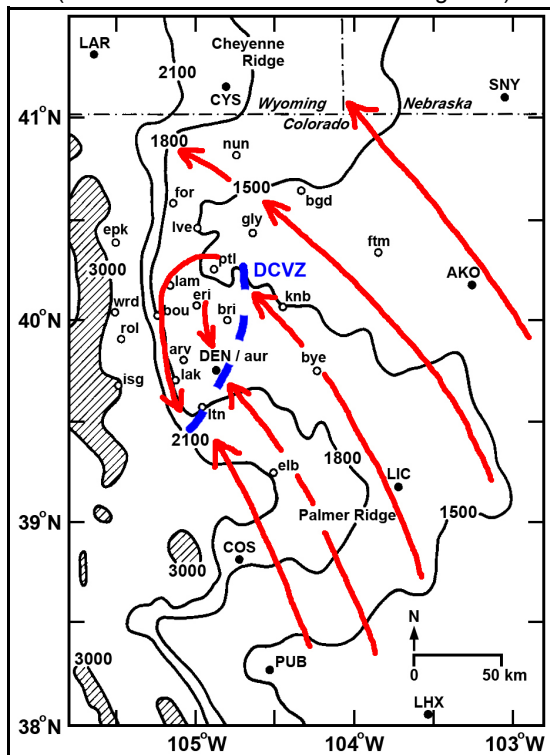 LAR
Cheyenne
Ridge
2100
CYS
SNY
41°N
Wyoming
Nebraska
Colorado
1800
nun
for
1500
bgd
epk
lve
gly
ftm
3000
ptl
DCVZ
AKO
lam
wrd
eri
knb
40°N
bou
bri
rol
arv
DEN / aur
bye
isg
lak
ltn
2100
1800
elb
LIC
39°N
Palmer Ridge
1500
COS
3000
N
3000
PUB
0 50 km
LHX
38°N
105°W 104°W 103°W